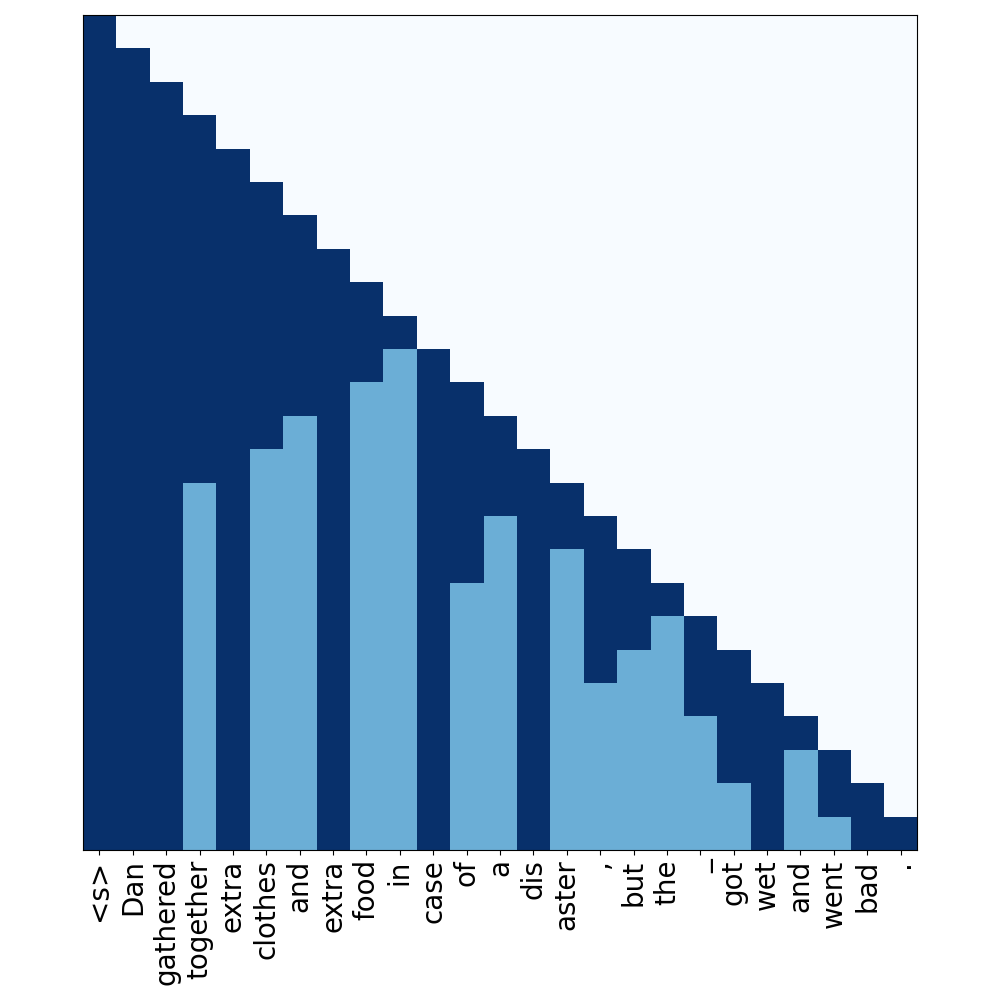 <s> Dan gathered together extra clothes and extra food in case of a dis aster , but the _ got wet and went bad .